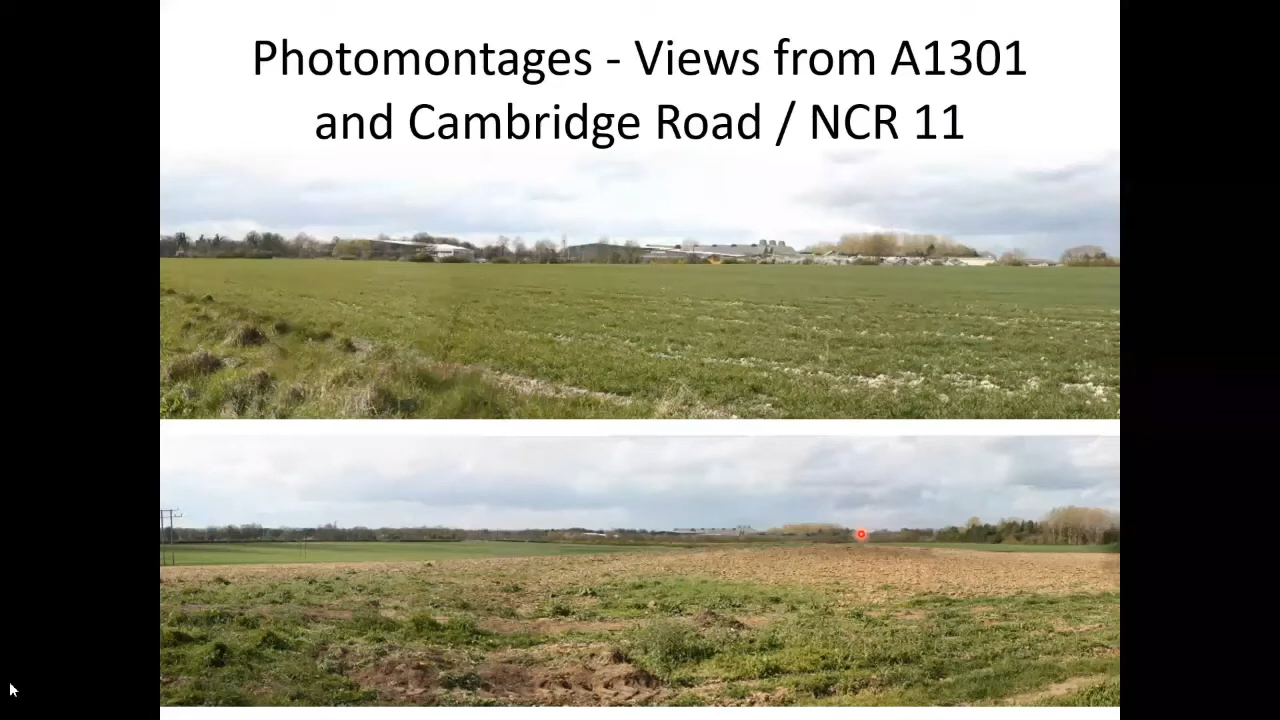 Photomontages - Views from A1301
and Cambridge Road / NCR 11